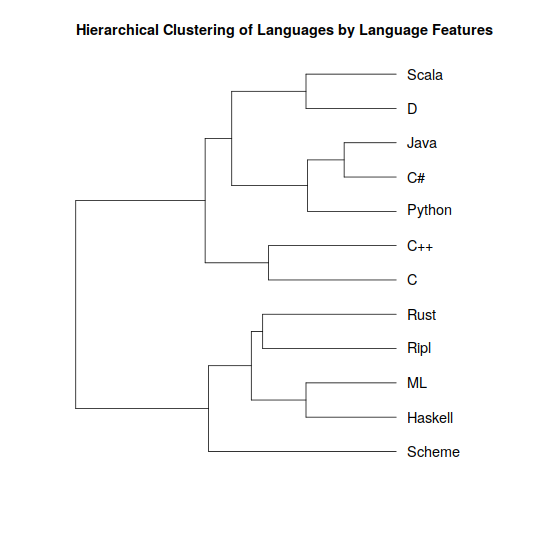 Hierarchical Clustering of Languages by Language Features
Scala
D
Java
C#
Python
C++
C
Rust
Ripl
ML
Haskell
Scheme